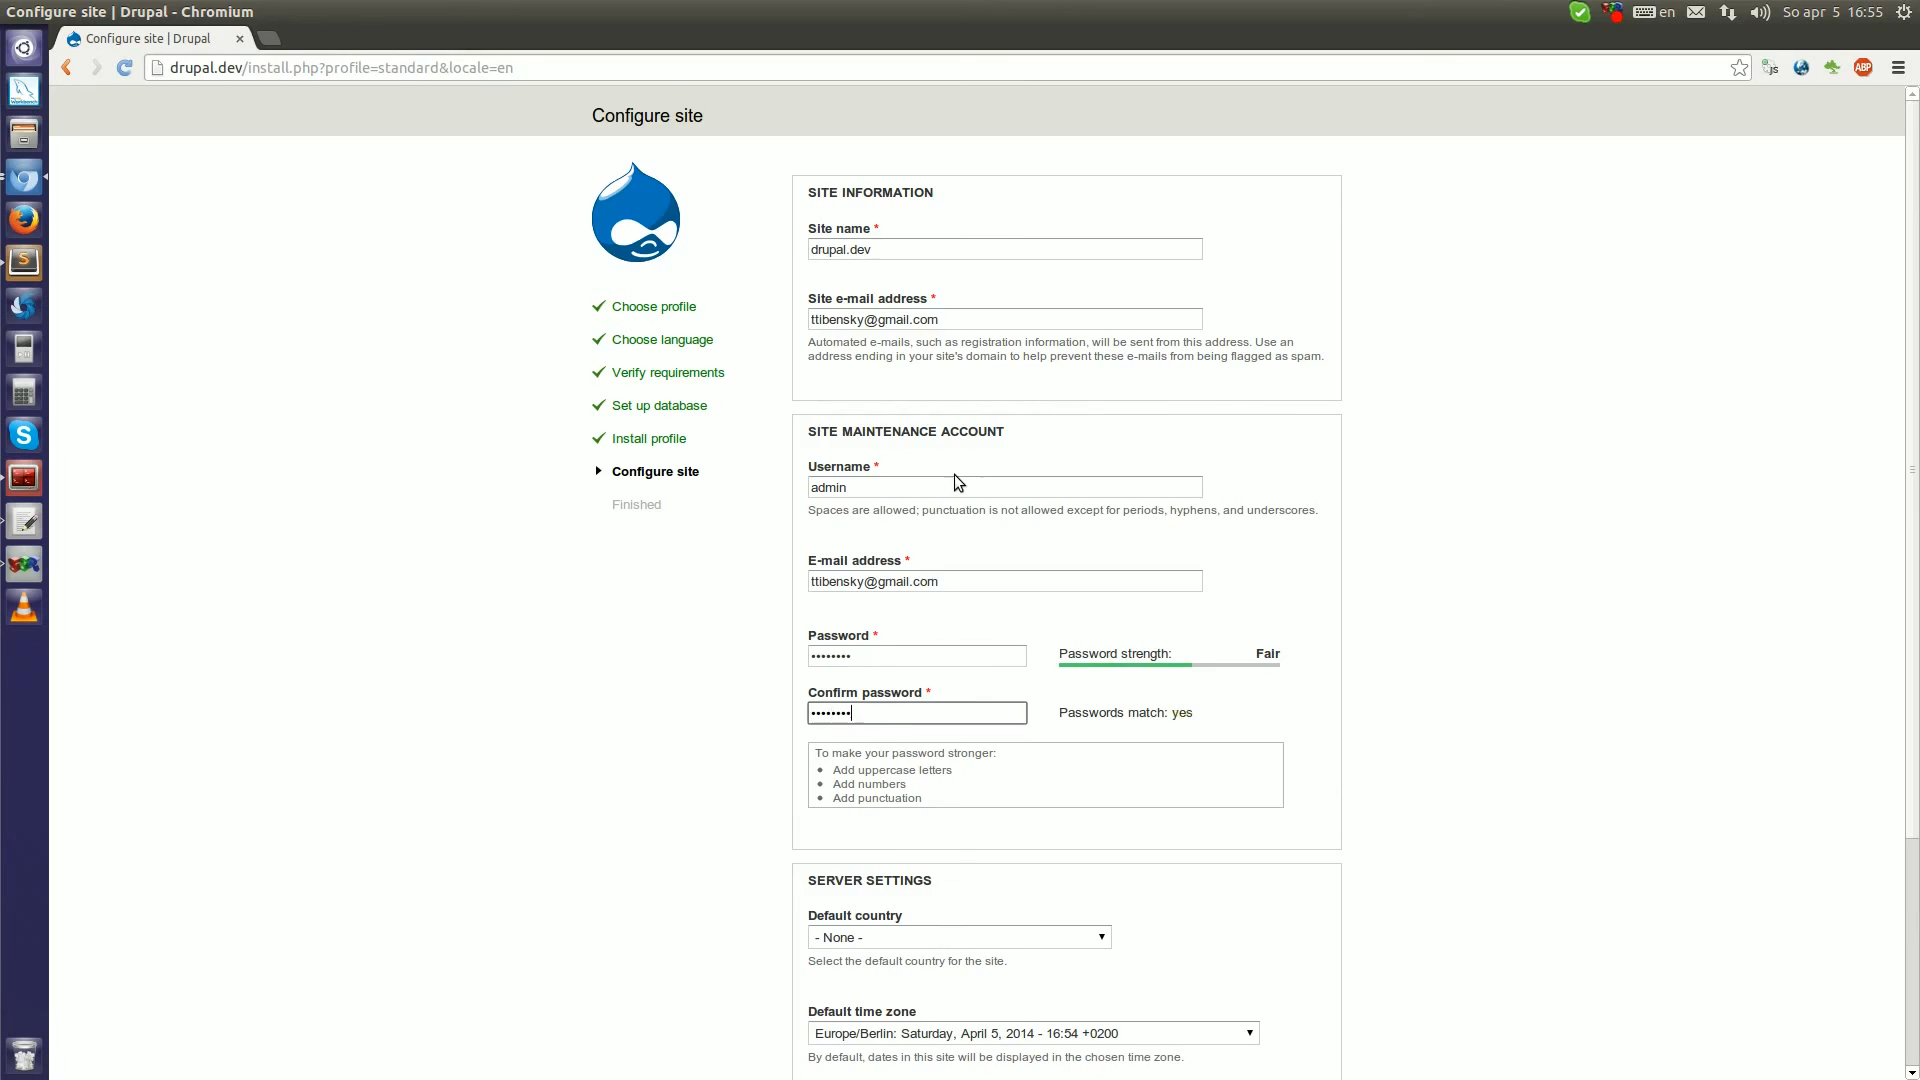 Configure site | Drupal - Chromium
en
So apr 5 16:55
Configure site | Drupal
drupal.dev/install.php?profile=standard&locale=en
ABP
Configure site
Choose profile
Choose language
Verify requirements
Set up database
Install profile
Configure site
Finished
SITE INFORMATION
Site name *
drupal.dev
Site e-mail address *
ttibensky@gmail.com
Automated e-mails, such as registration information, will be sent from this address. Use an
address ending in your site's domain to help prevent these e-mails from being flagged as spam.
SITE MAINTENANCE ACCOUNT
Username *
admin
Spaces are allowed; punctuation is not allowed except for periods, hyphens, and underscores.
E-mail address *
ttibensky@gmail.com
Password *
••••••••
Password strength: Fair
Confirm password *
••••••••
Passwords match: yes
To make your password stronger:
Add uppercase letters
Add numbers
Add punctuation
SERVER SETTINGS
Default country
- None -
Select the default country for the site.
Default time zone
Europe/Berlin: Saturday, April 5, 2014 - 16:54 +0200
By default, dates in this site will be displayed in the chosen time zone.